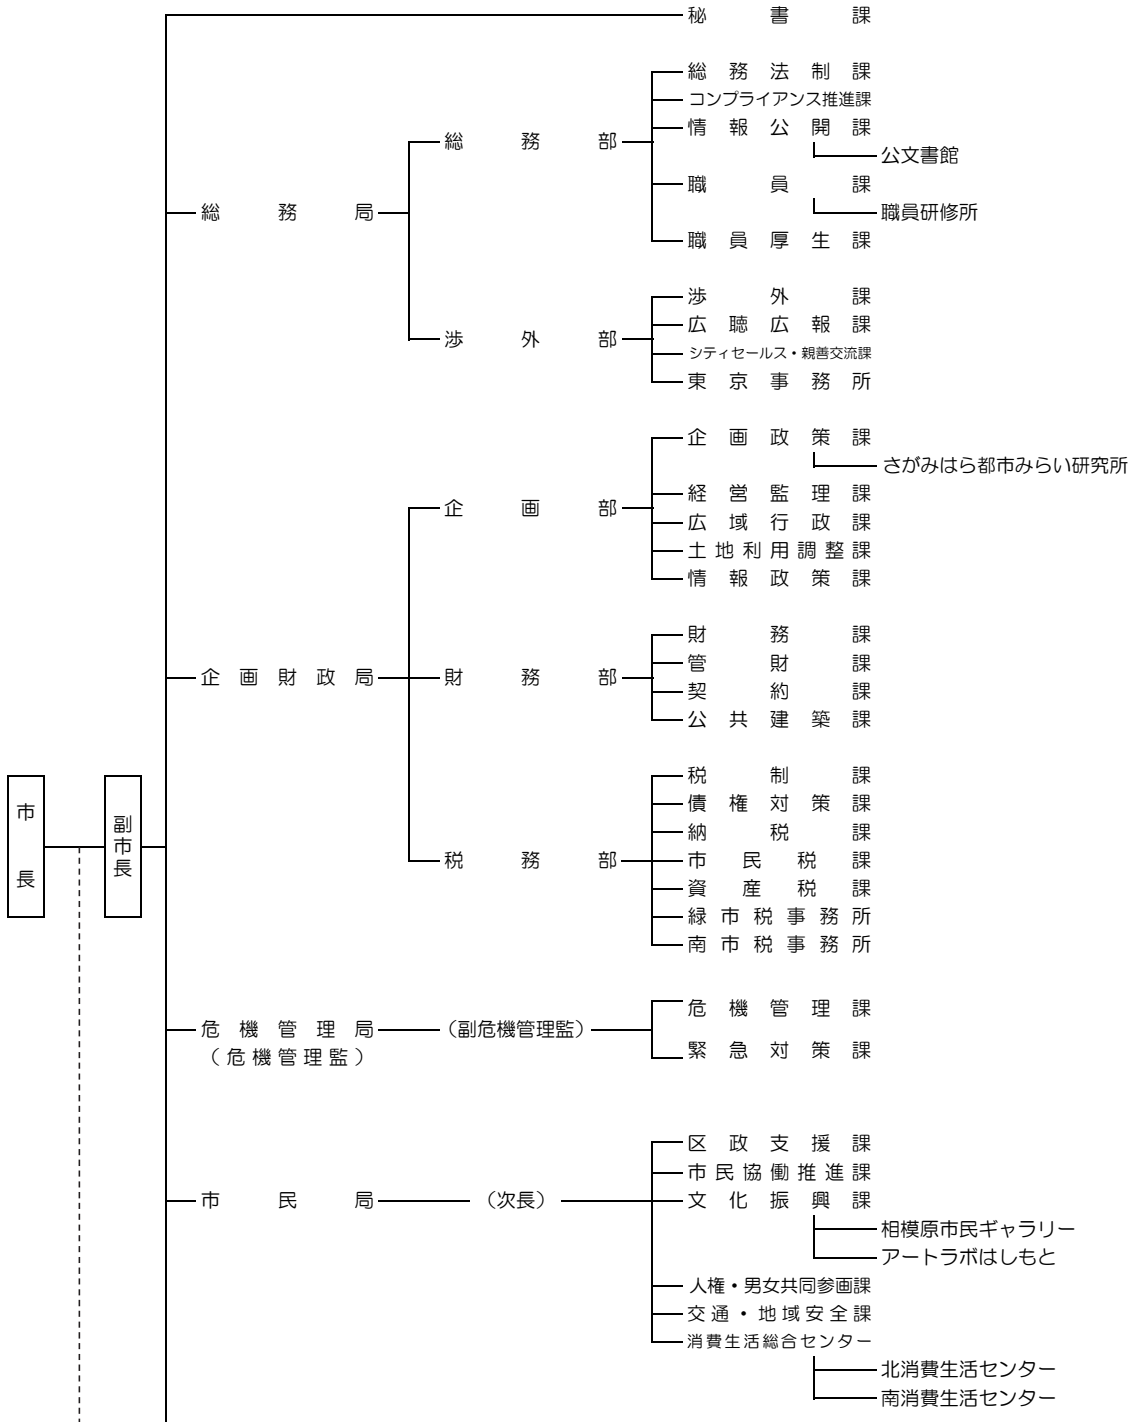 秘書課
総務法制課
コンプライアンス推進課
情報公開課
総務部
公文書館
職員課
総務局
職員研修所
職員厚生課
渉外課
広聴広報課
渉外部
シティセールス・親善交流課
東京事務所
企画政策課
さがみはら都市みらい研究所
経営監理課
企画部
広域行政課
土地利用調整課
情報政策課
財務課
管財課
企画財政局
財務部
契約課
公共建築課
税制課
債権対策課
市長
副市長
納税課
税務部
市民税課
資産税課
緑市税事務所
南市税事務所
危機管理課
危機管理局
（副危機管理監）
（危機管理監）
緊急対策課
区政支援課
市民協働推進課
市民局
（次長）
文化振興課
相模原市民ギャラリー
アートラボはしもと
人権・男女共同参画課
交通・地域安全課
消費生活総合センター
北消費生活センター
南消費生活センター